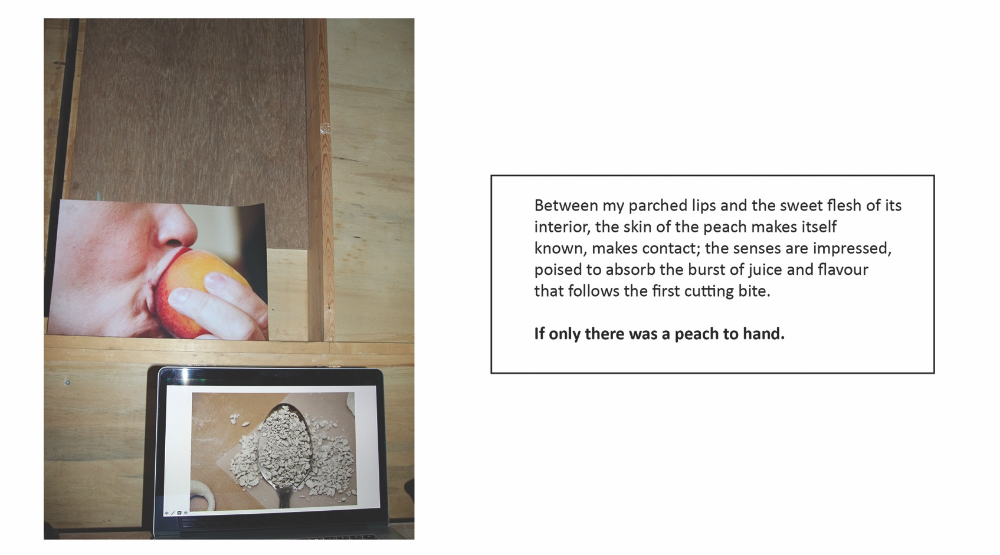 Between my parched lips and the sweet flesh of its
interior, the skin of the peach makes itself
known, makes contact; the senses are impressed,
poised to absorb the burst of juice and flavour
that follows the first cutting bite.
If only there was a peach to hand.